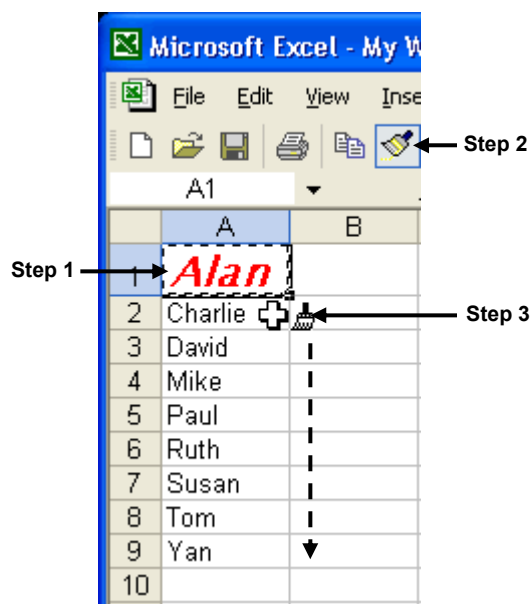 Microsoft Excel - My W
File Edit View Inse
Step 2
A1
A B
Step 1
1 Alan
2 Charlie
Step 3
3 David
4 Mike
5 Paul
6 Ruth
7 Susan
8 Tom
9 Yan
10